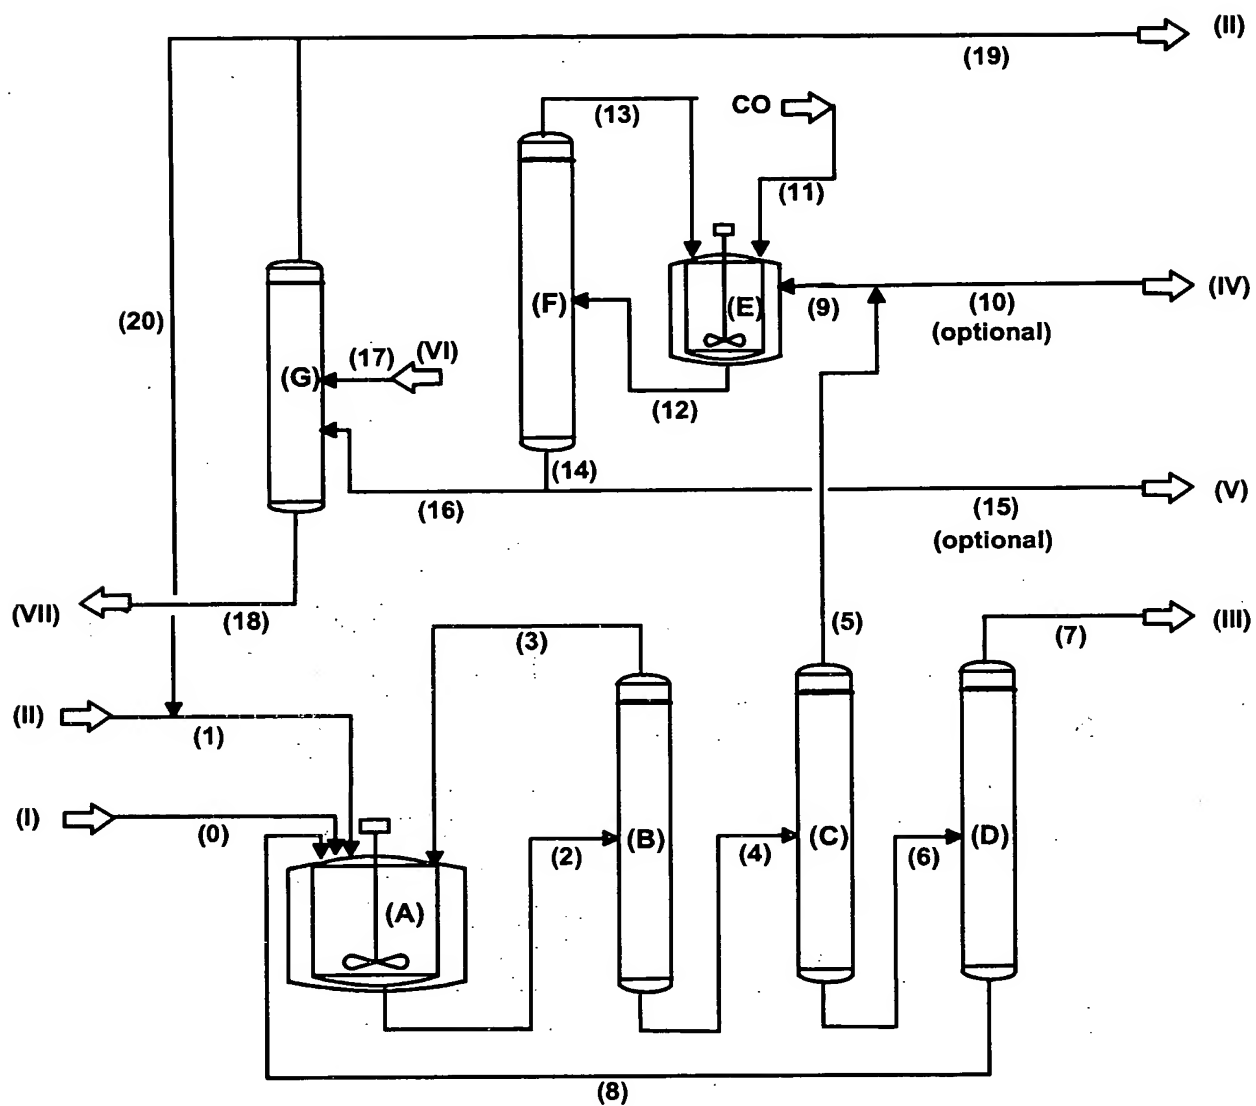 (II)
(19)
(13)
CO
(11)
(20)
(F)
(E)
(9)
(10)
(optional)
(IV)
(G)
(17)
(VI)
(12)
(14)
(16)
(15)
(optional)
(V)
(VII)
(18)
(3)
(5)
(7)
(III)
(II)
(1)
(I)
(0)
(2)
(B)
(4)
(C)
(6)
(D)
(A)
(8)